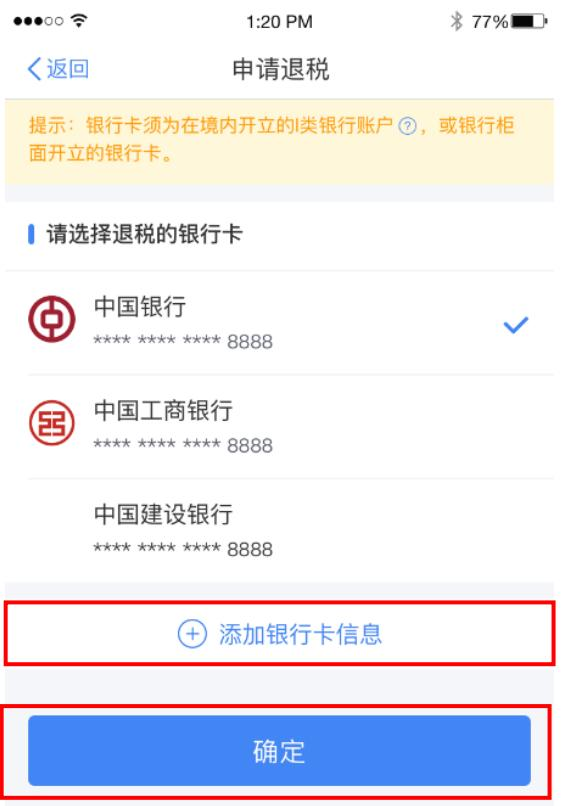 1:20 PM
77%
返回
申请退税
提示：银行卡须为在境内开立的I类银行账户?，或银行柜
面开立的银行卡。
请选择退税的银行卡
中国银行
**** **** **** 8888
中国工商银行
**** **** **** 8888
中国建设银行
**** **** **** 8888
添加银行卡信息
确定